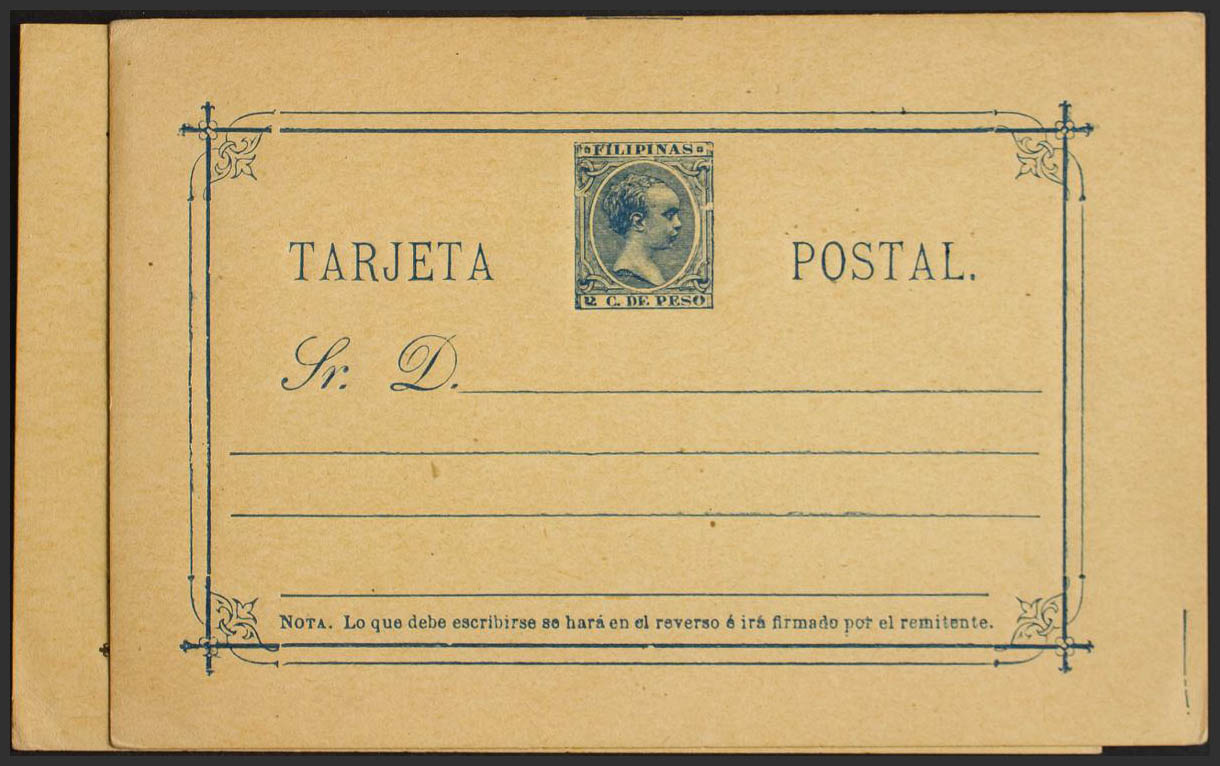 FILIPINAS
TARJETA POSTAL.
2 C. DE PESO
Sr. D.
NOTA. Lo que debe escribirse se hará en el reverso é irá firmado por el remitente.